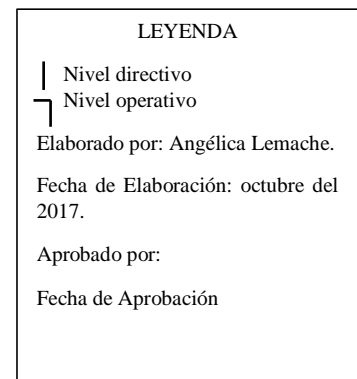 LEYENDA
Nivel directivo
Nivel operativo
Elaborado por: Angélica Lemache.
Fecha de Elaboración: octubre del
2017.
Aprobado por:
Fecha de Aprobación